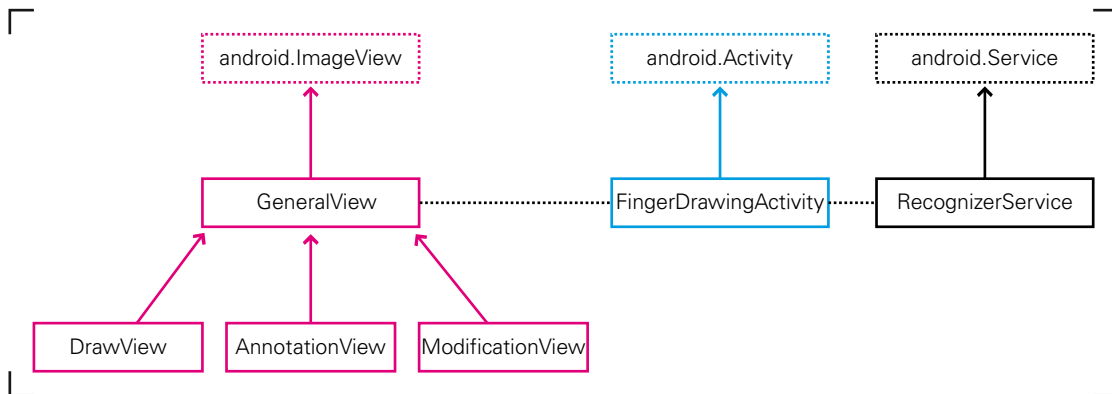 android.ImageView
android.Activity
android.Service
GeneralView
FingerDrawingActivity
RecognizerService
DrawView
AnnotationView
ModificationView